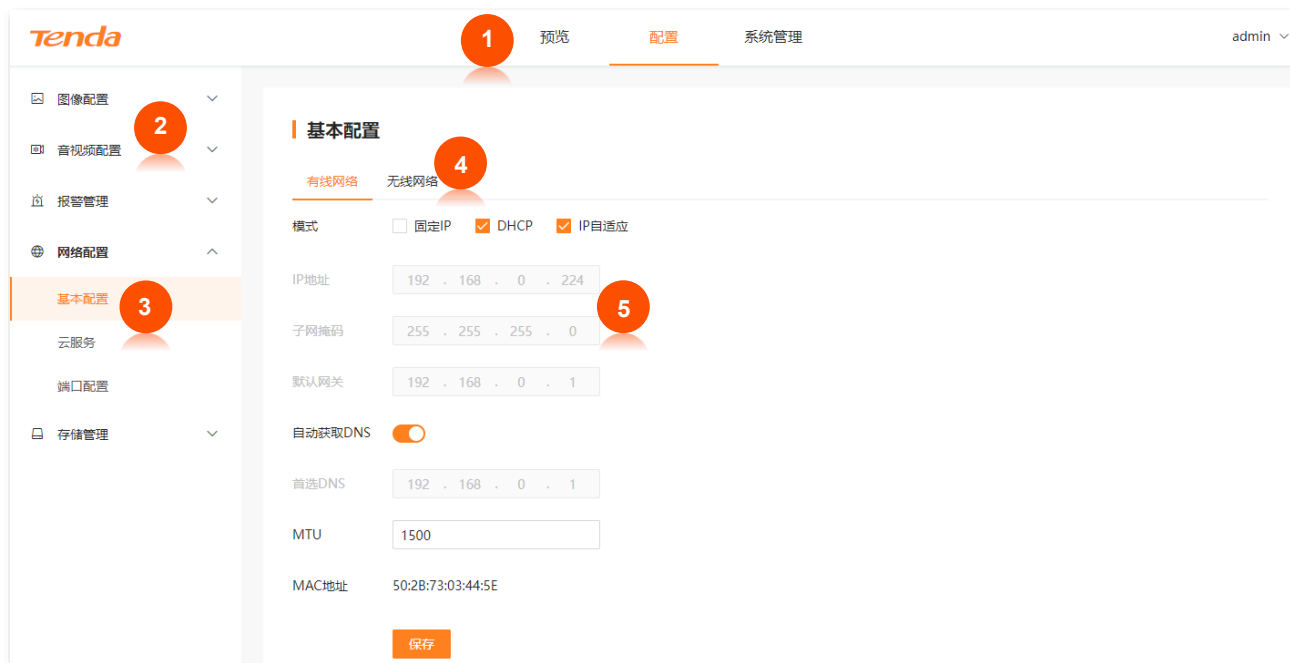 Tenda
1
预览
配置
系统管理
admin
图像配置
2
音视频配置
报警管理
网络配置
基本配置
3
云服务
端口配置
存储管理
基本配置
有线网络
无线网络
4
模式
固定IP
DHCP
IP自适应
IP地址
192 . 168 . 0 . 224
5
子网掩码
255 . 255 . 255 . 0
默认网关
192 . 168 . 0 . 1
自动获取DNS
首选DNS
192 . 168 . 0 . 1
MTU
1500
MAC地址
50:2B:73:03:44:5E
保存